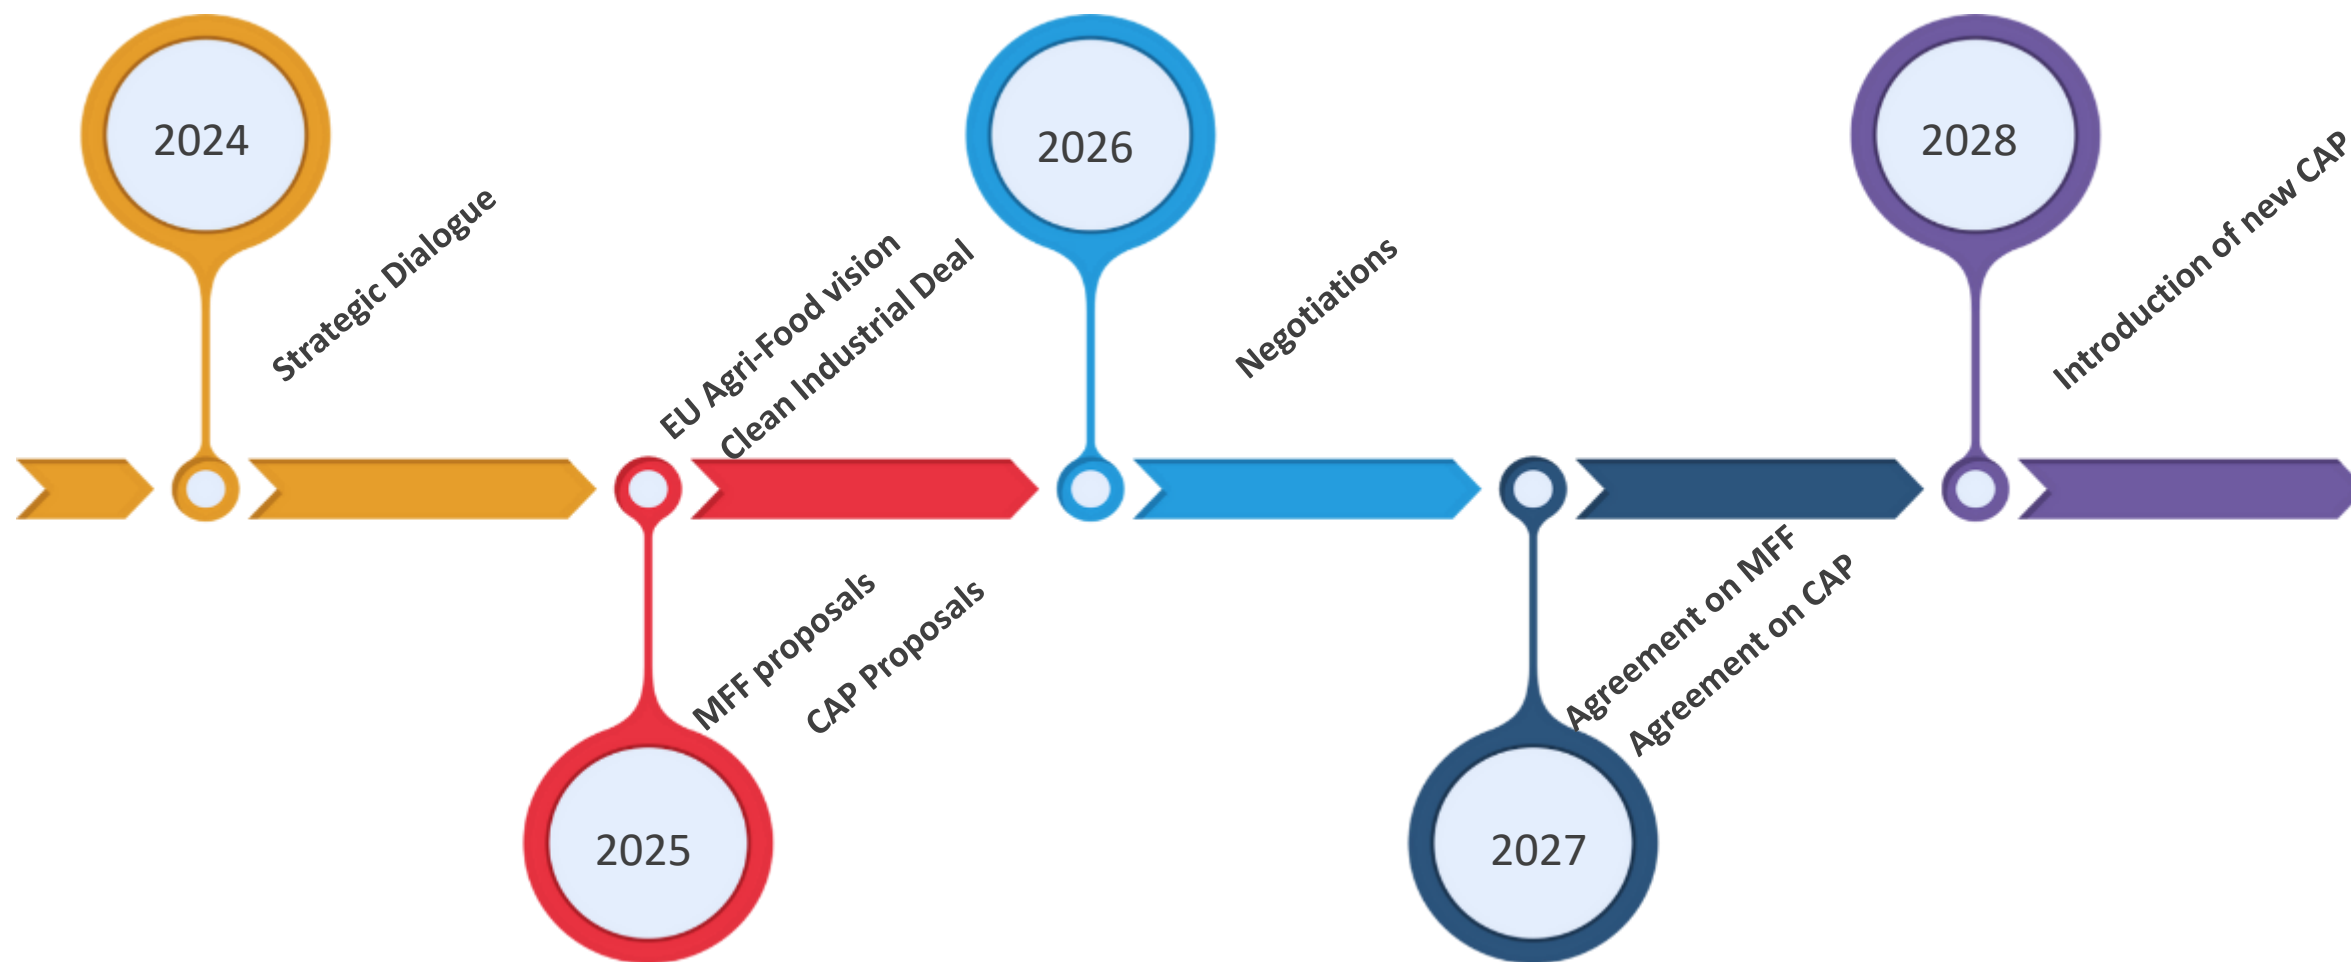 2024
Strategic Dialogue
2025
EU Agri-Food vision
Clean Industrial Deal
MFF proposals
CAP Proposals
2026
Negotiations
2027
Agreement on MFF
Agreement on CAP
2028
Introduction of new CAP